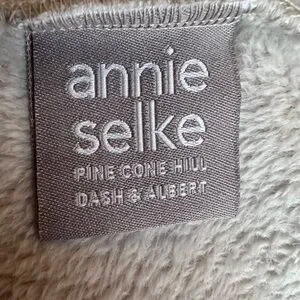 annie
selke
PINE CONE HILL
DASH & ALBERT